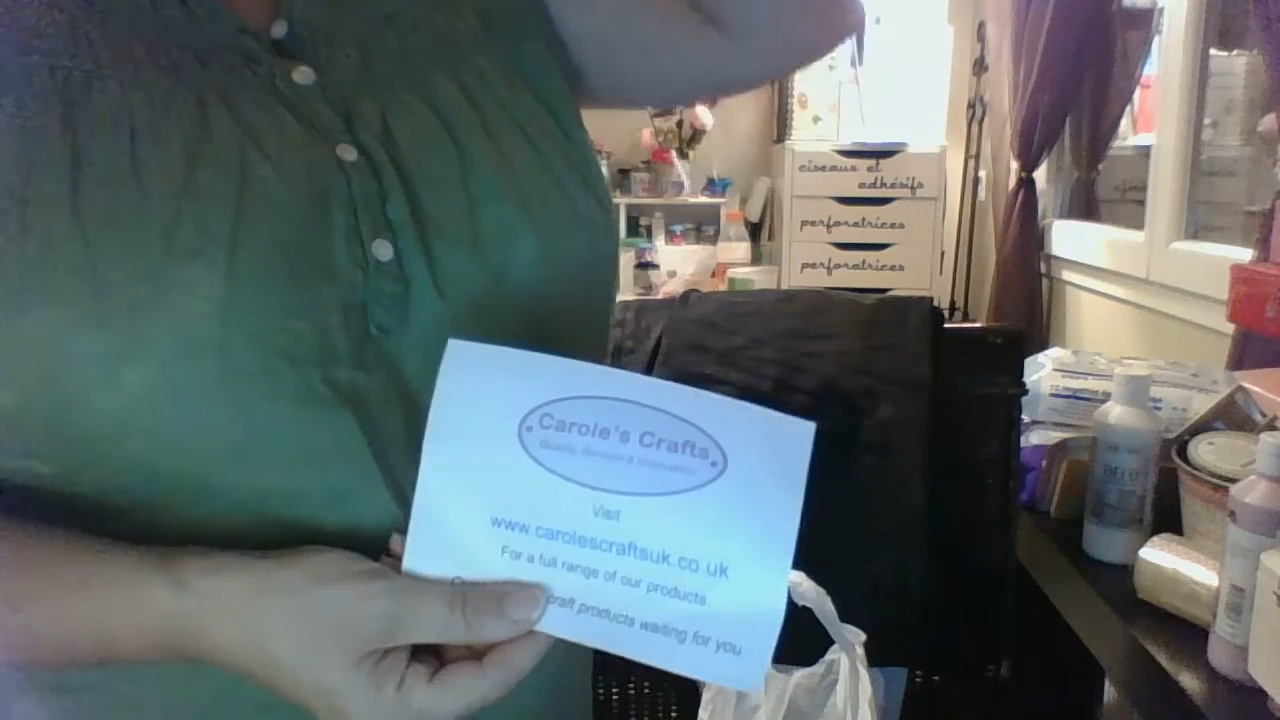 ciseaux et
adhésifs
perforatrices
perforatrices
Carole's Crafts
Visit
www.carolescraftsuk.co.uk
For a full range of our products
craft products waiting for you